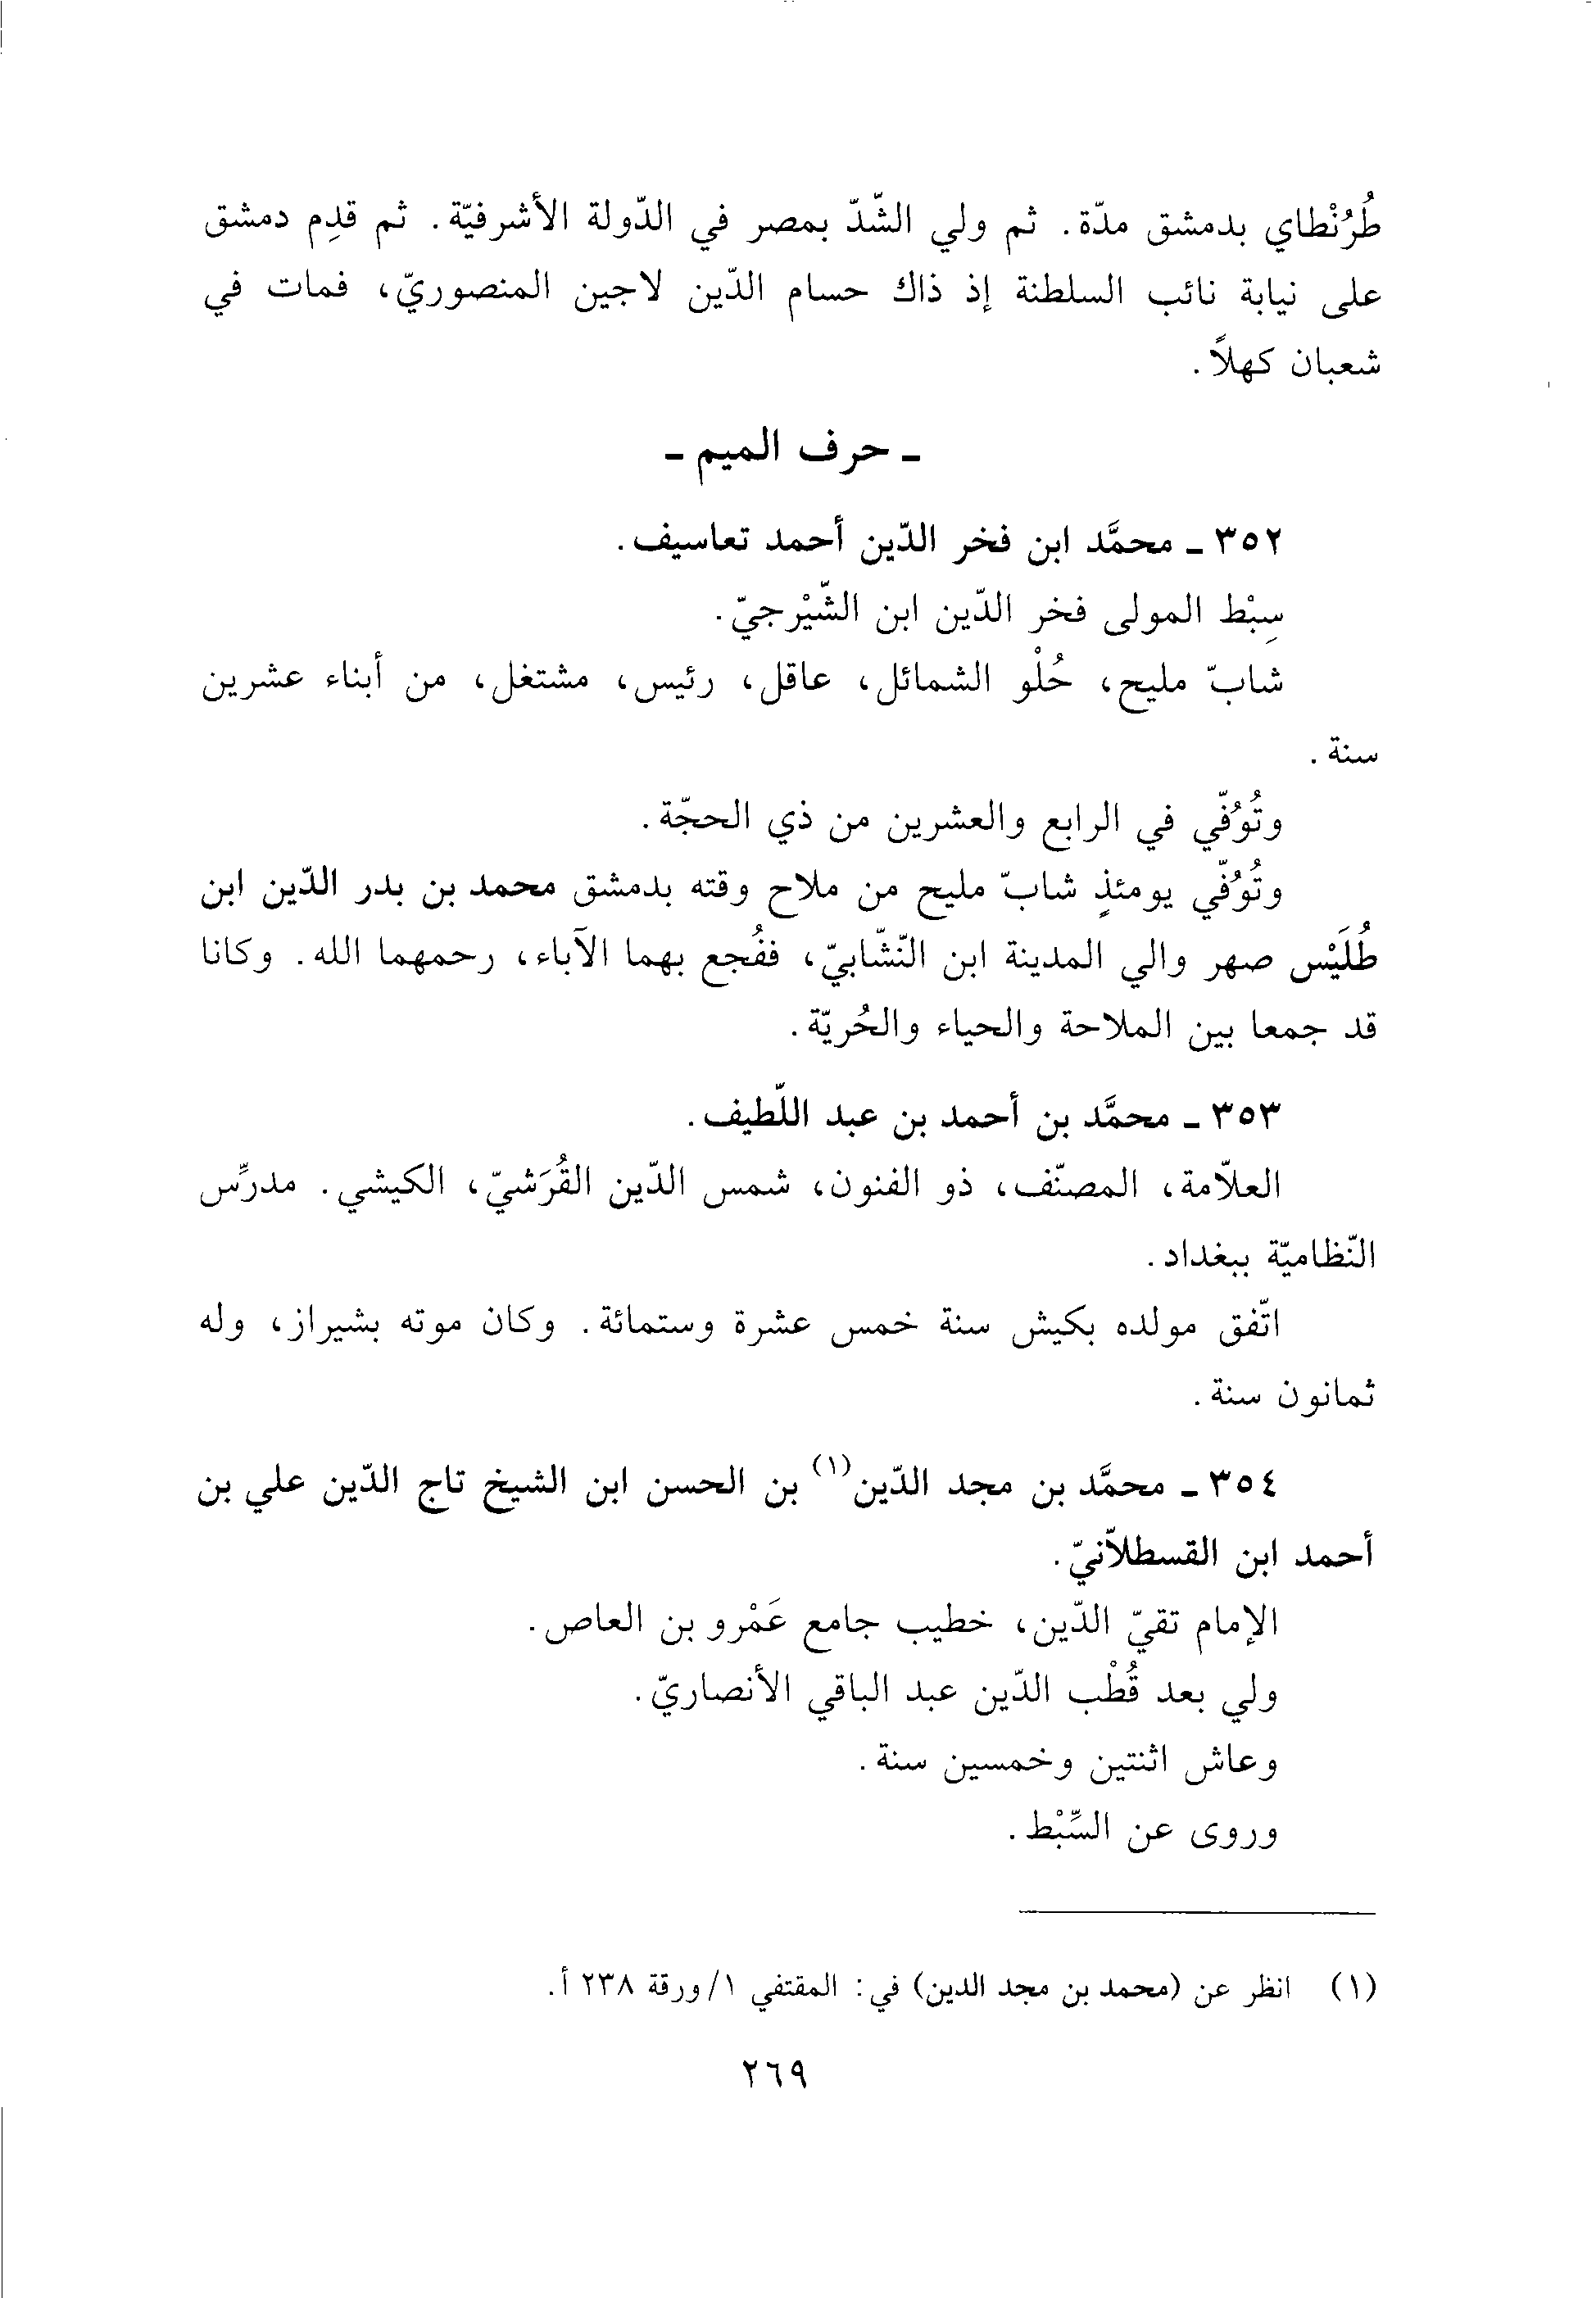 طُرُنْطاي بدمشق مدّة. ثم ولي الشّدّ بمصر في الدّولة الأشرفيّة. ثم قدِم دمشق
على نيابة نائب السلطنة إذ ذاك حسام الدّين لاجين المنصوريّ، فمات في
شعبان كهلاً.
ـ حرف الميم ـ
٣٥٢ ـ محمَّد ابن فخر الدّين أحمد تعاسيف.
سِبْط المولى فخر الدّين ابن الشّيْرجيّ.
شابّ مليح، حُلْو الشمائل، عاقل، رئيس، مشتغل، من أبناء عشرين
سنة.
وتُوُفّي في الرابع والعشرين من ذي الحجّة.
وتُوُفّي يومئذٍ شابّ مليح من ملاح وقته بدمشق محمد بن بدر الدّين ابن
طُلَيْس صهر والي المدينة ابن النّشّابيّ، ففُجع بهما الآباء، رحمهما الله. وكانا
قد جمعا بين الملاحة والحياء والحُريّة.
٣٥٣ ـ محمَّد بن أحمد بن عبد اللّطيف.
العلاّمة، المصنّف، ذو الفنون، شمس الدّين القُرَشيّ، الكيشي. مدرِّس
النّظاميّة ببغداد.
اتّفق مولده بكيش سنة خمس عشرة وستمائة. وكان موته بشيراز، وله
ثمانون سنة.
٣٥٤ ـ محمَّد بن مجد الدّين(١) بن الحسن ابن الشيخ تاج الدّين علي بن
أحمد ابن القسطلاّنيّ.
الإمام تقيّ الدّين، خطيب جامع عَمْرو بن العاص.
ولي بعد قُطْب الدّين عبد الباقي الأنصاريّ.
وعاش اثنتين وخمسين سنة.
وروى عن السِّبْط.
(١) انظر عن (محمد بن مجد الدين) في: المقتفي ١/ورقة ٢٣٨ أ.
٢٦٩